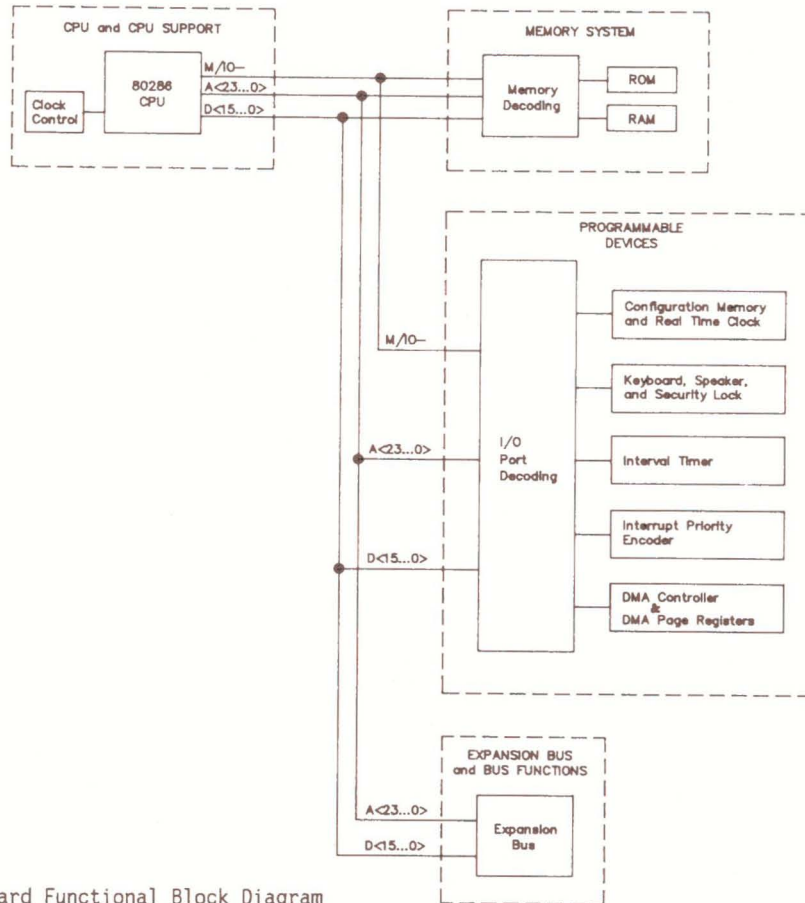 CPU and CPU SUPPORT
M/IO—
80286
CPU
A<23...0>
D<15...0>
Clock
Control
MEMORY SYSTEM
Memory
Decoding
ROM
RAM
PROGRAMMABLE
DEVICES
M/IO—
A<23...0>
D<15...0>
I/O
Port
Decoding
Configuration Memory
and Real Time Clock
Keyboard, Speaker,
and Security Lock
Interval Timer
Interrupt Priority
Encoder
DMA Controller
&
DMA Page Registers
EXPANSION BUS
and BUS FUNCTIONS
A<23...0>
D<15...0>
Expansion
Bus
ard Functional Block Diagram